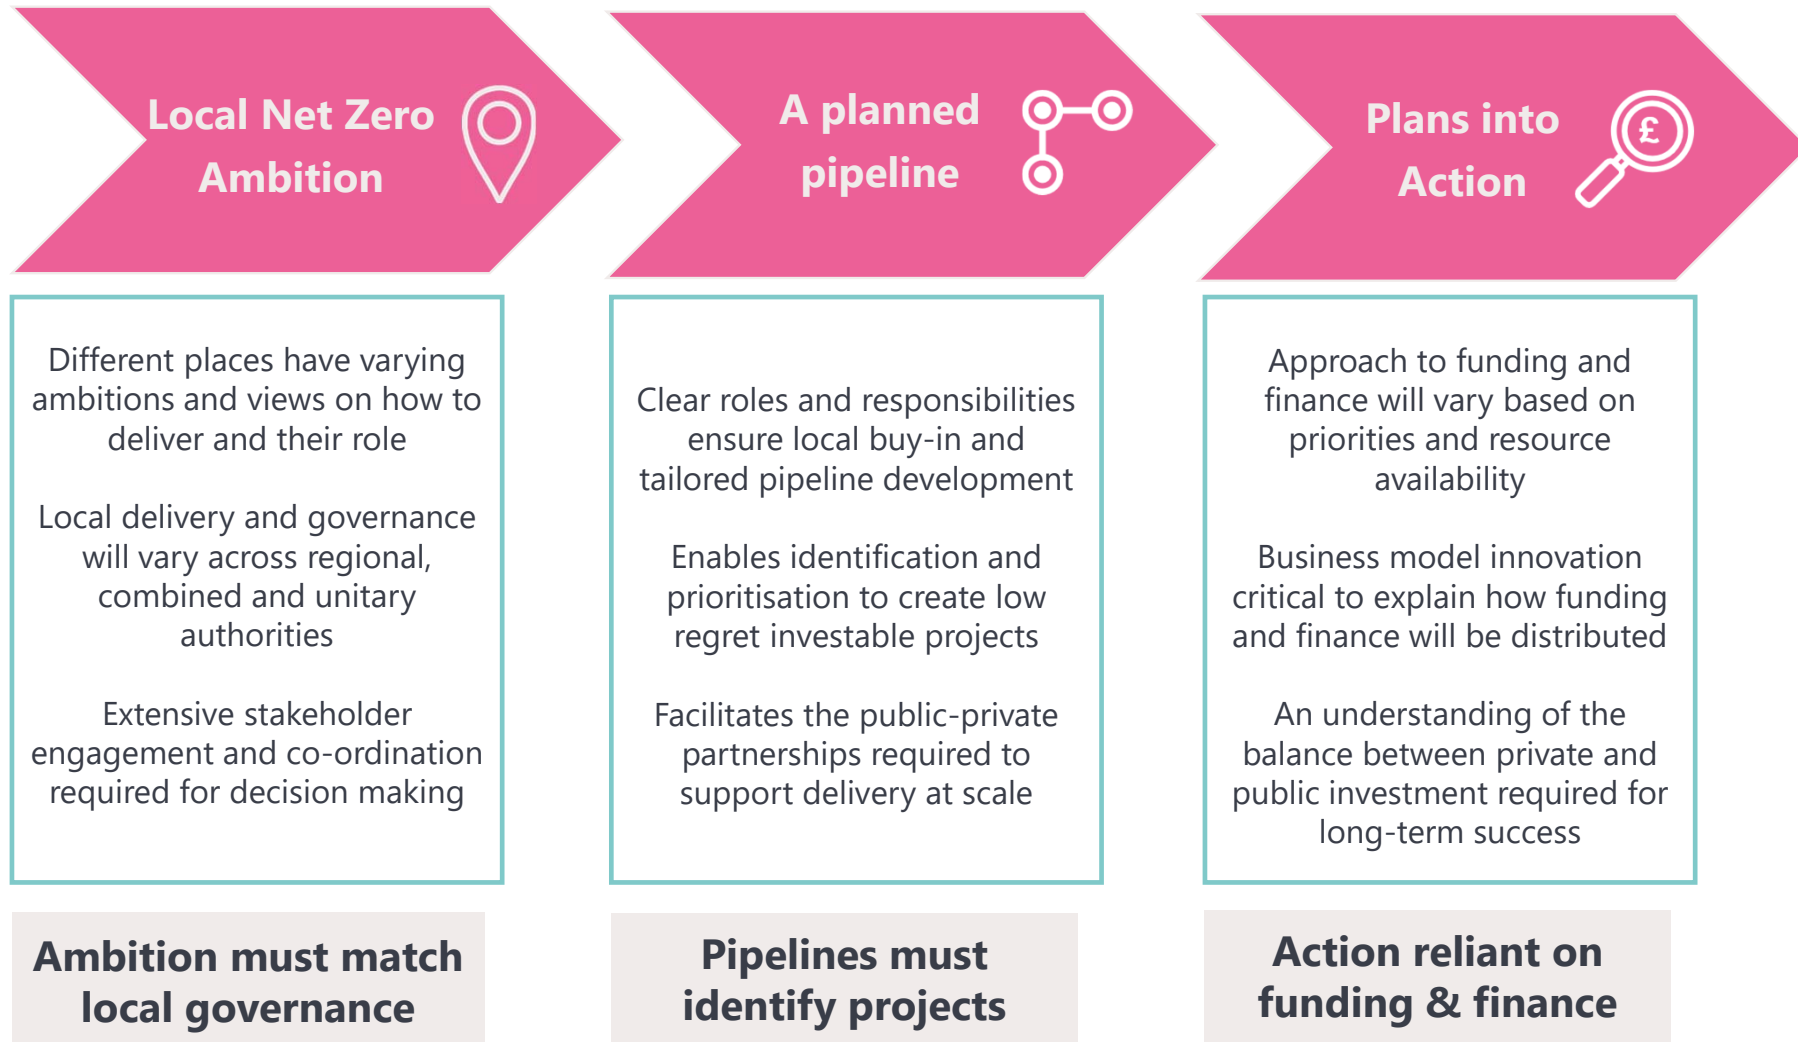 Local Net Zero
Ambition
A planned
pipeline
Plans into
Action
£
Different places have varying
ambitions and views on how to
deliver and their role
Local delivery and governance
will vary across regional,
combined and unitary
authorities
Extensive stakeholder
engagement and co-ordination
required for decision making
Clear roles and responsibilities
ensure local buy-in and
tailored pipeline development
Enables identification and
prioritisation to create low
regret investable projects
Facilitates the public-private
partnerships required to
support delivery at scale
Approach to funding and
finance will vary based on
priorities and resource
availability
Business model innovation
critical to explain how funding
and finance will be distributed
An understanding of the
balance between private and
public investment required for
long-term success
Ambition must match
local governance
Pipelines must
identify projects
Action reliant on
funding & finance